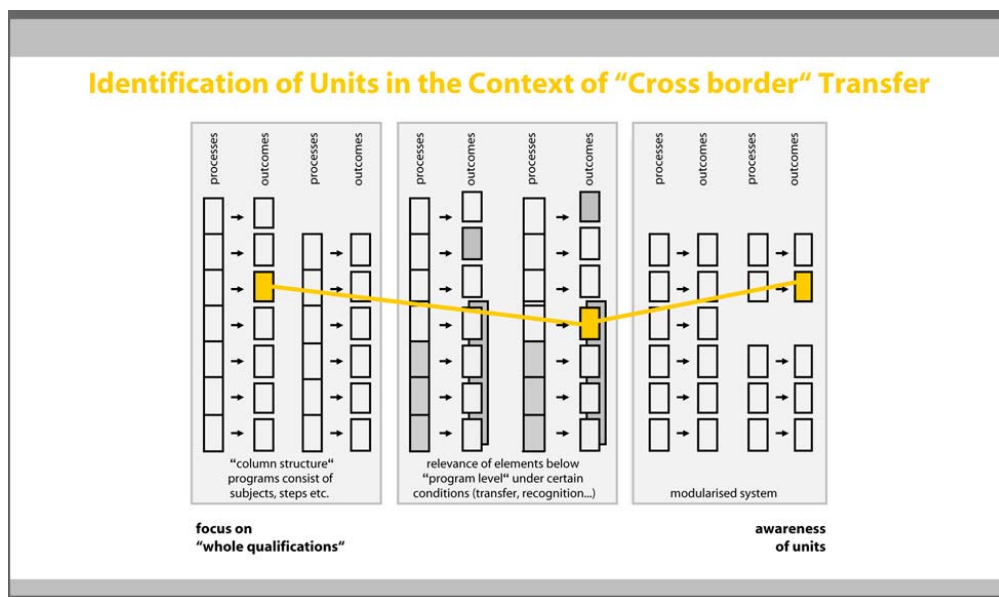 Identification of Units in the Context of “Cross border“ Transfer
processes
outcomes
processes
outcomes
processes
outcomes
processes
outcomes
processes
outcomes
processes
outcomes
“column structure“
programs consist of
subjects, steps etc.
relevance of elements below
“program level“ under certain
conditions (transfer, recognition...)
modularised system
focus on
“whole qualifications“
awareness
of units